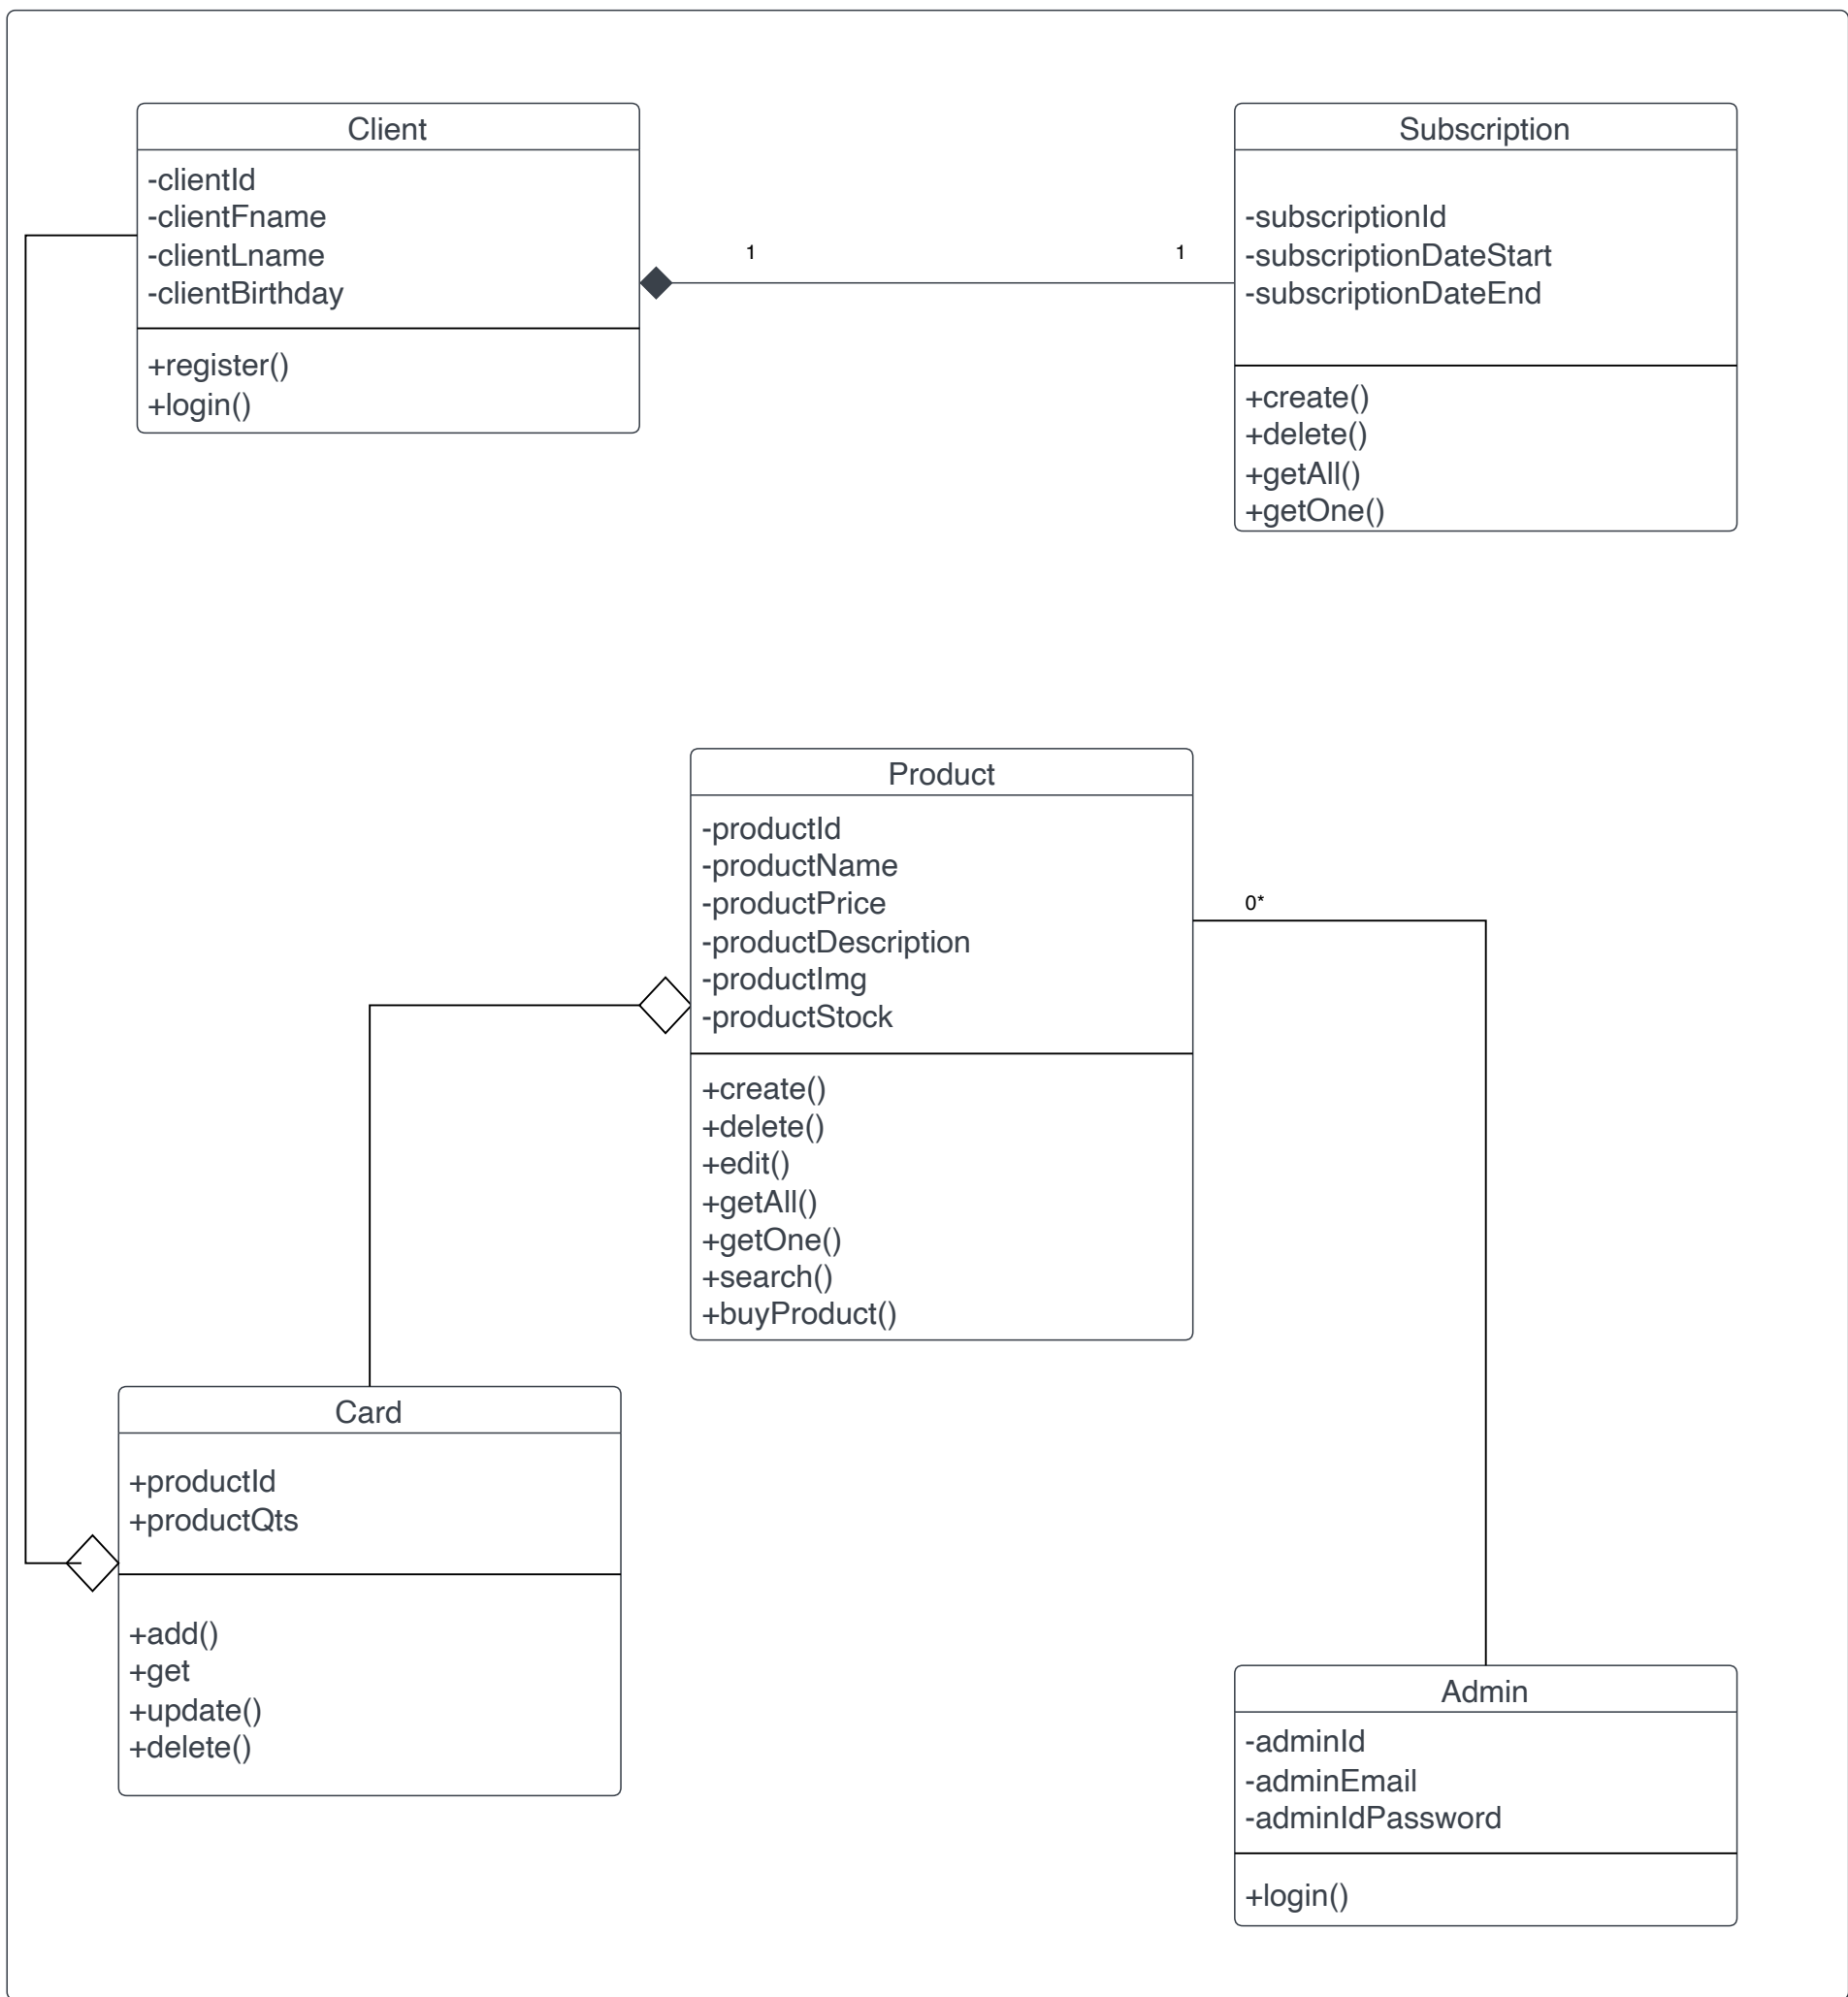 Client
-clientId
-clientFname
-clientLname
-clientBirthday
+register()
+login()
1
1
Subscription
-subscriptionId
-subscriptionDateStart
-subscriptionDateEnd
+create()
+delete()
+getAll()
+getOne()
Product
-productId
-productName
-productPrice
-productDescription
-productImg
-productStock
+create()
+delete()
+edit()
+getAll()
+getOne()
+search()
+buyProduct()
0*
Card
+productId
+productQts
+add()
+get
+update()
+delete()
Admin
-adminId
-adminEmail
-adminIdPassword
+login()